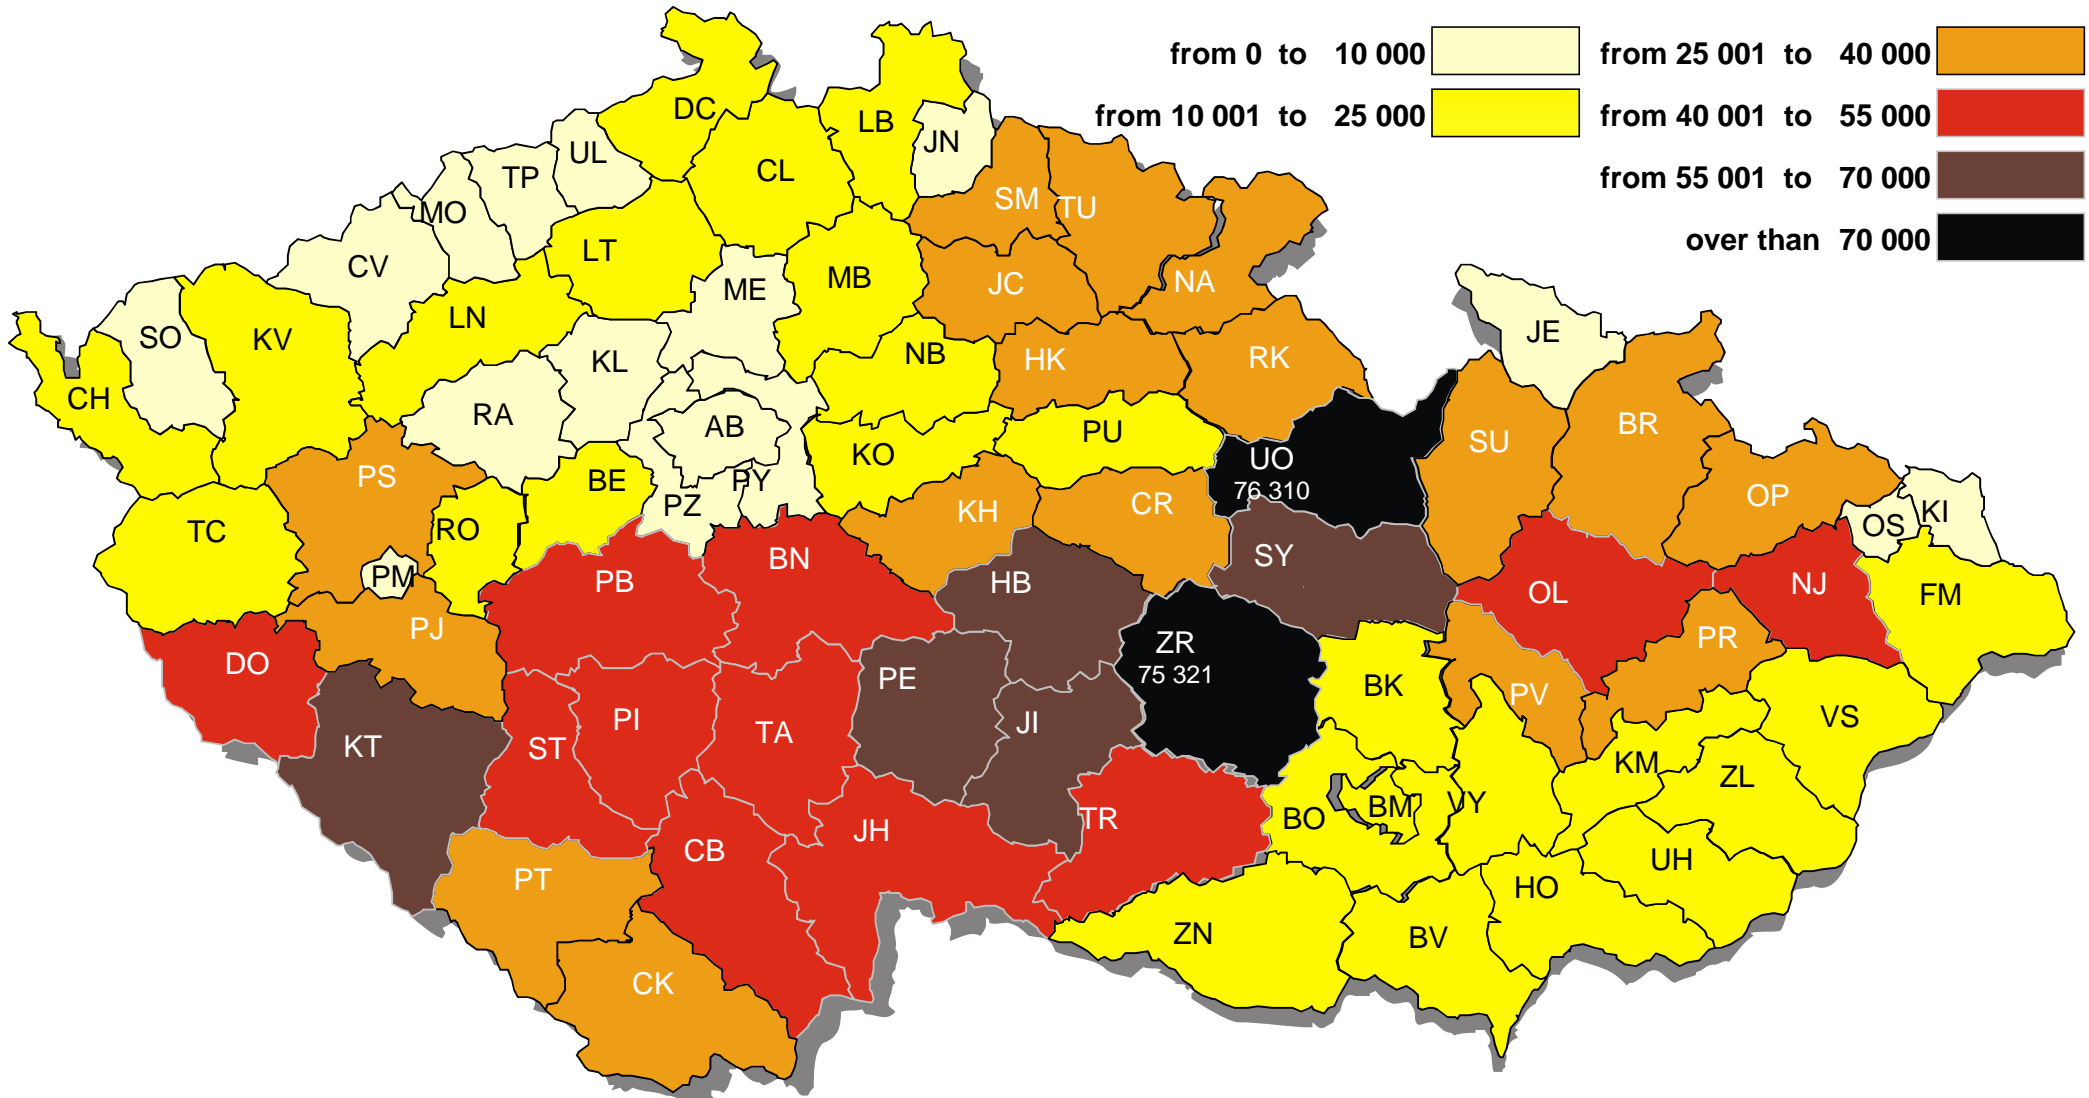 from 0 to 10 000
from 25 001 to 40 000
from 10 001 to 25 000
from 40 001 to 55 000
from 55 001 to 70 000
over than 70 000
DC
LB
JN
UL
TP
CL
MO
SM
TU
LT
CV
ME
MB
JC
NA
SO
KV
LN
JE
KL
NB
HK
RK
CH
RA
AB
PU
BR
SU
KO
UO
76 310
PS
BE
PY
PZ
KH
CR
OP
TC
RO
OS
KI
BN
SY
PM
PB
HB
OL
NJ
FM
PJ
ZR
75 321
PR
DO
PE
BK
PV
KT
ST
PI
TA
JI
VS
KM
ZL
BO
BM
VY
TR
JH
CB
UH
PT
HO
ZN
BV
CK